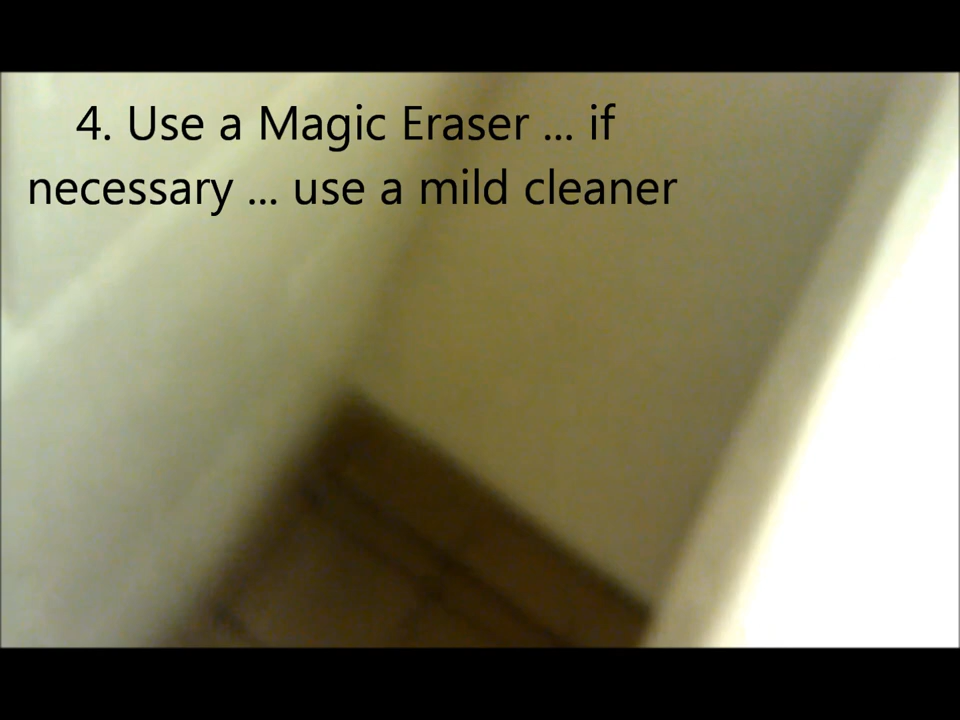 4. Use a Magic Eraser ... if
necessary ... use a mild cleaner